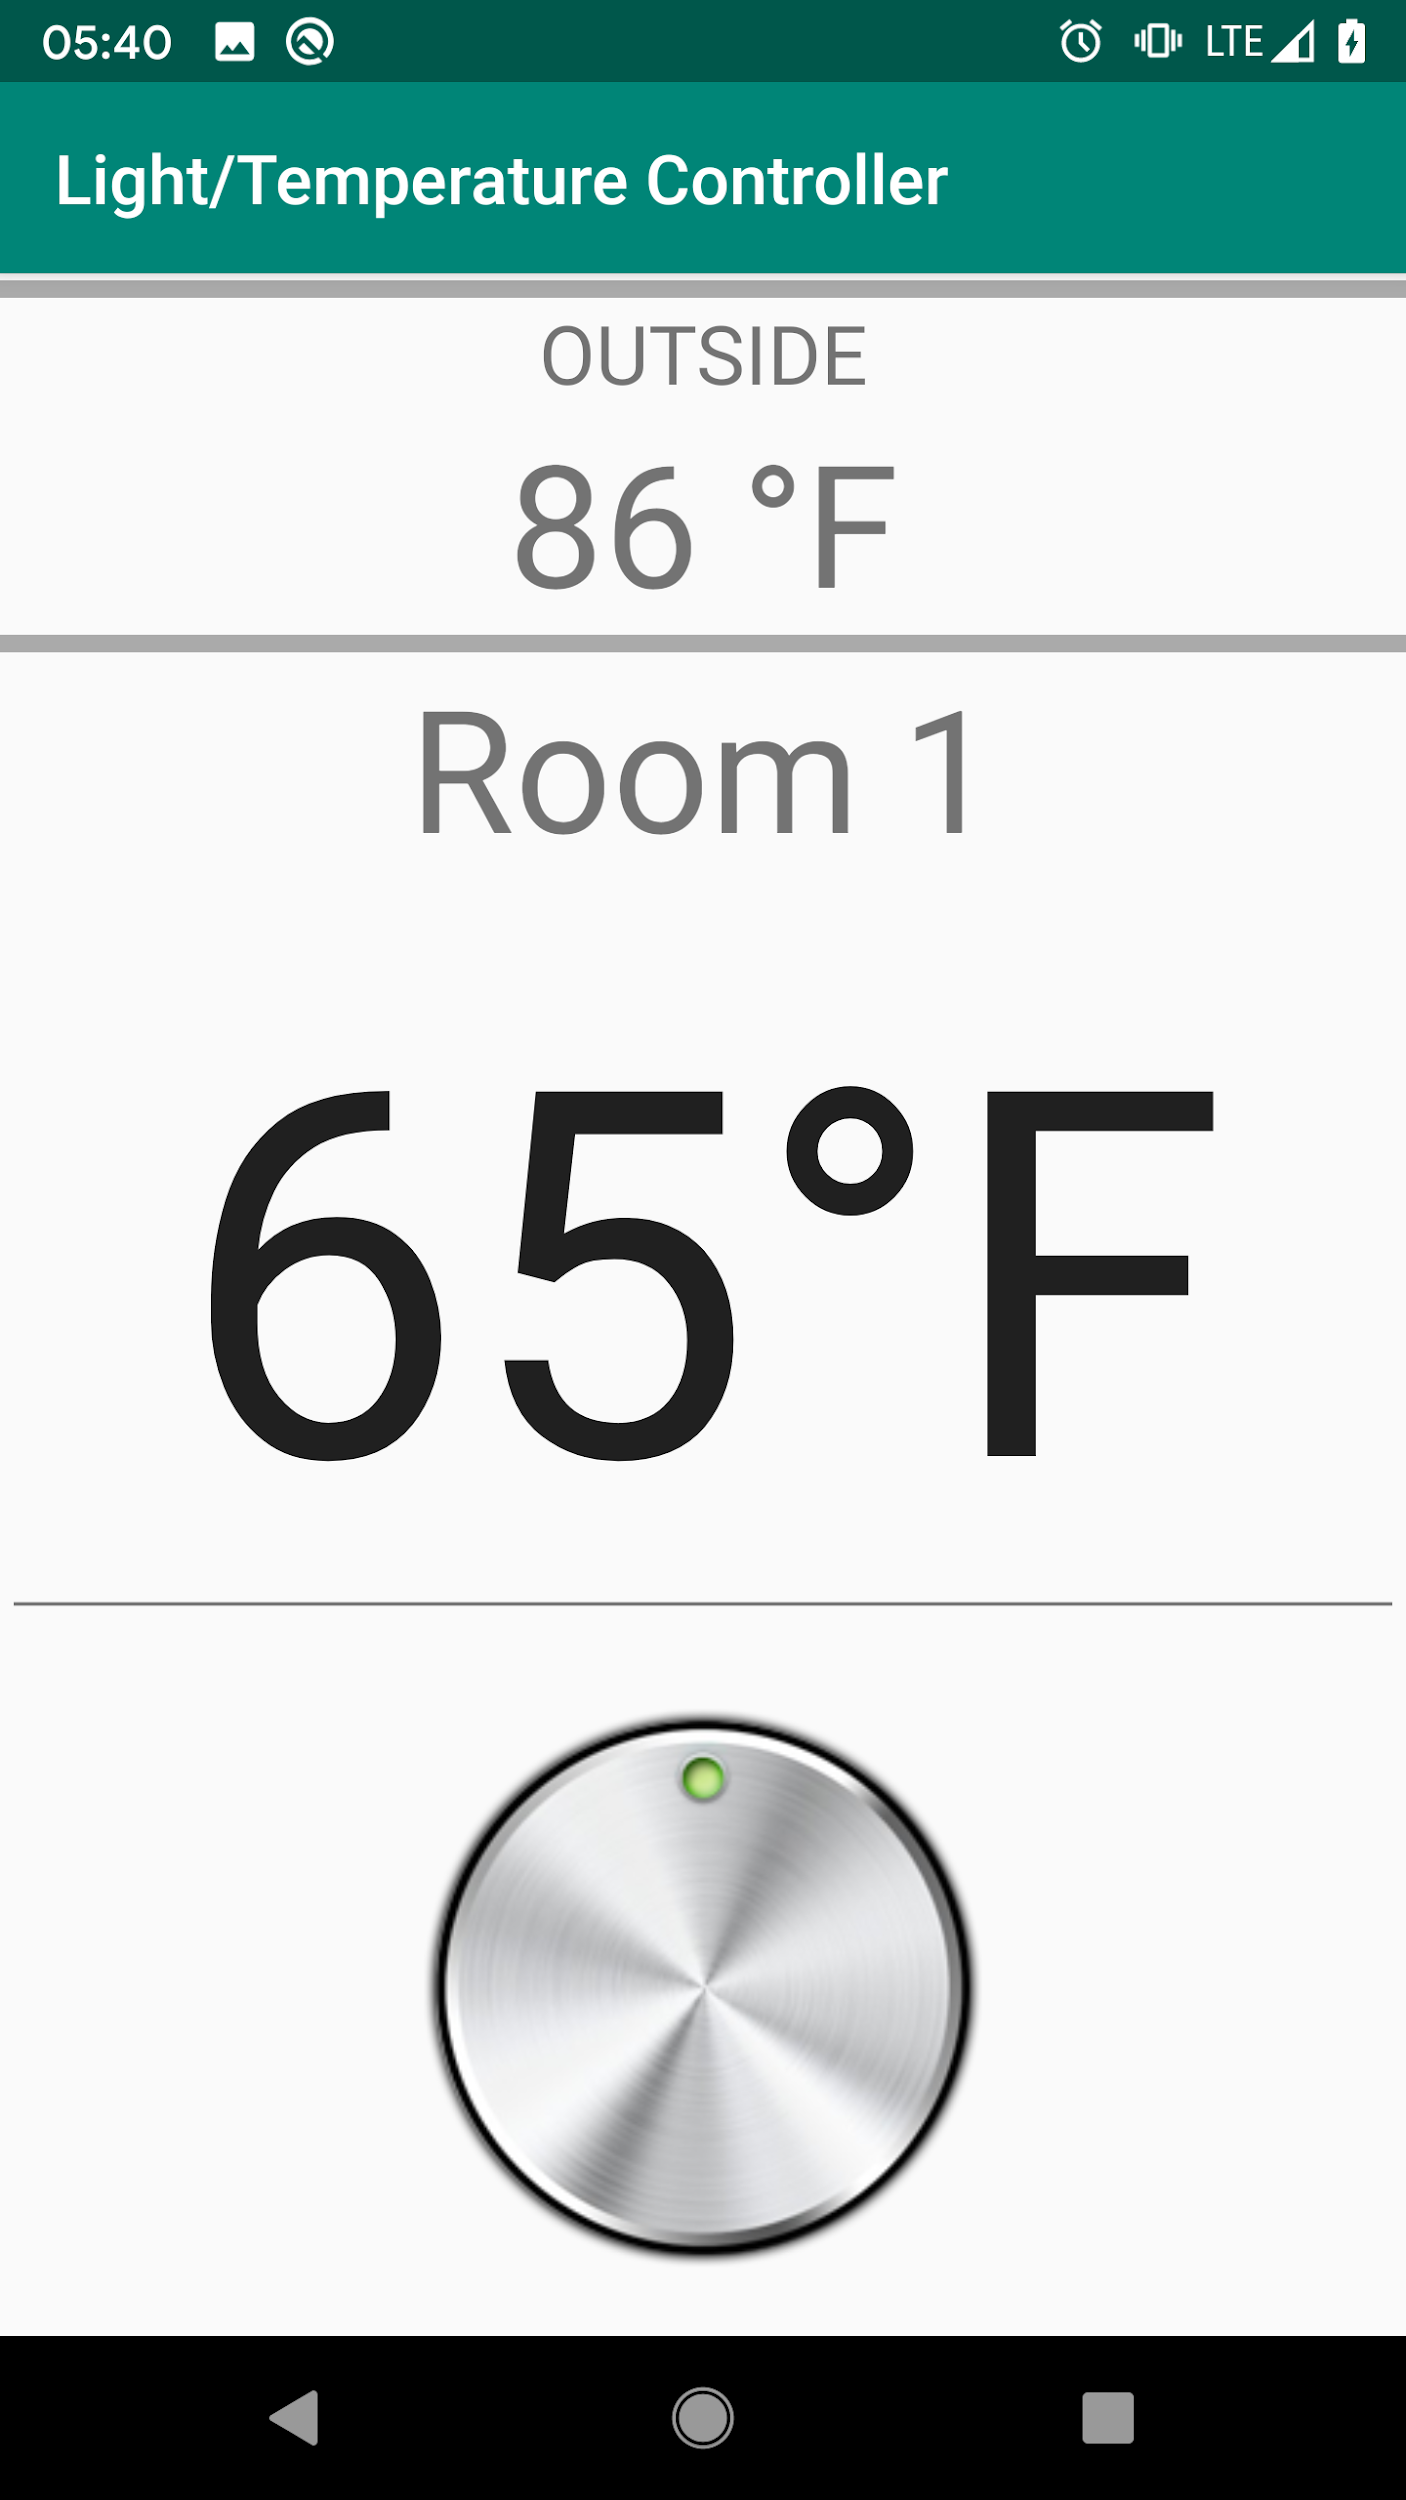 05:40 LTE
Light/Temperature Controller
OUTSIDE
86 °F
Room 1
65°F